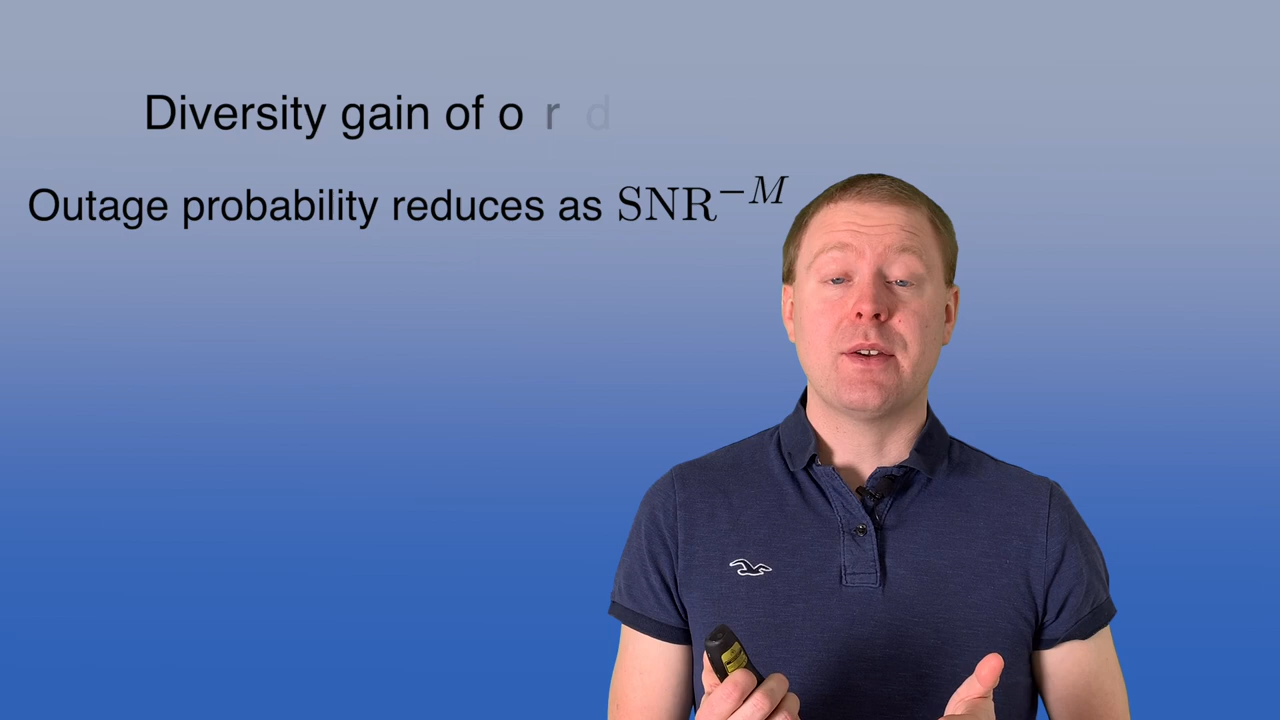 Diversity gain of o r d
Outage probability reduces as SNR^{-M}